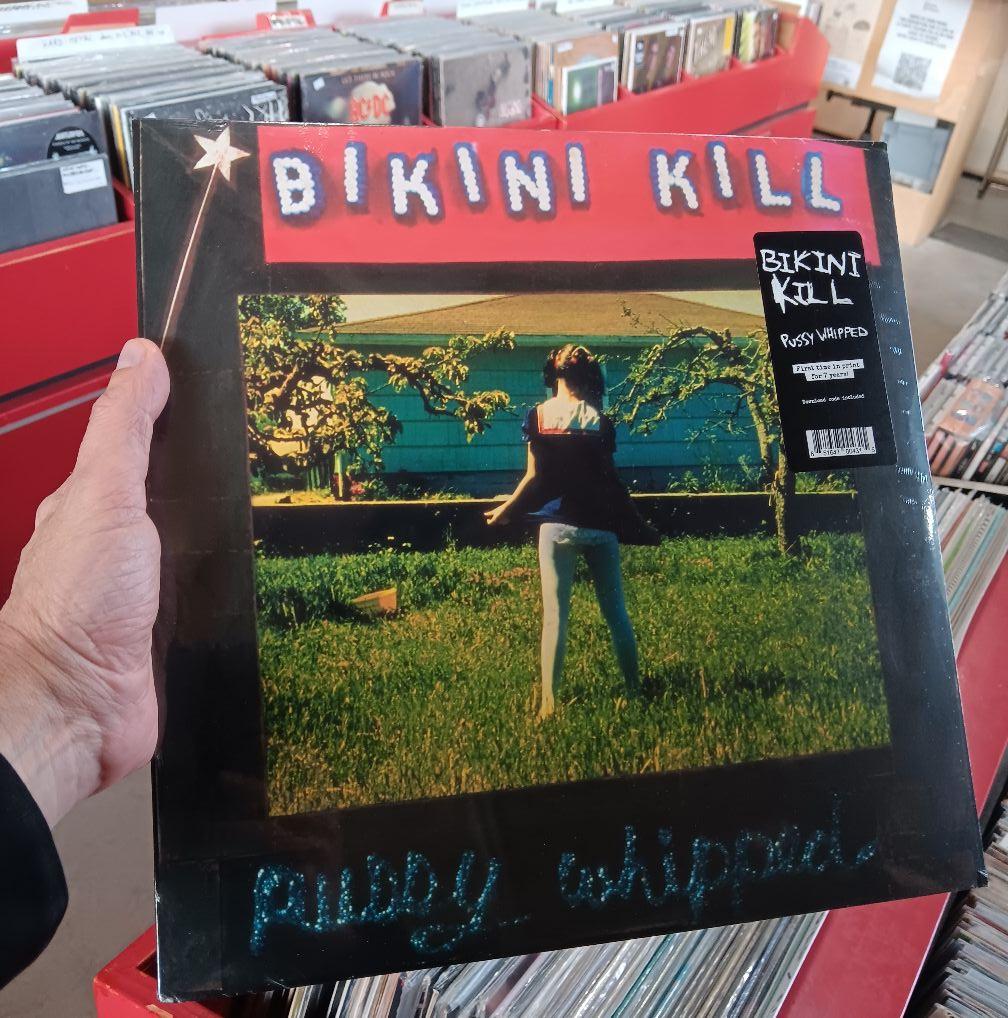 AC/DC
BIKINI KILL
BIKINI
KILL
PUSSY WHIPPED
First time in print
for 7 years!
Download code included
pussy whipped